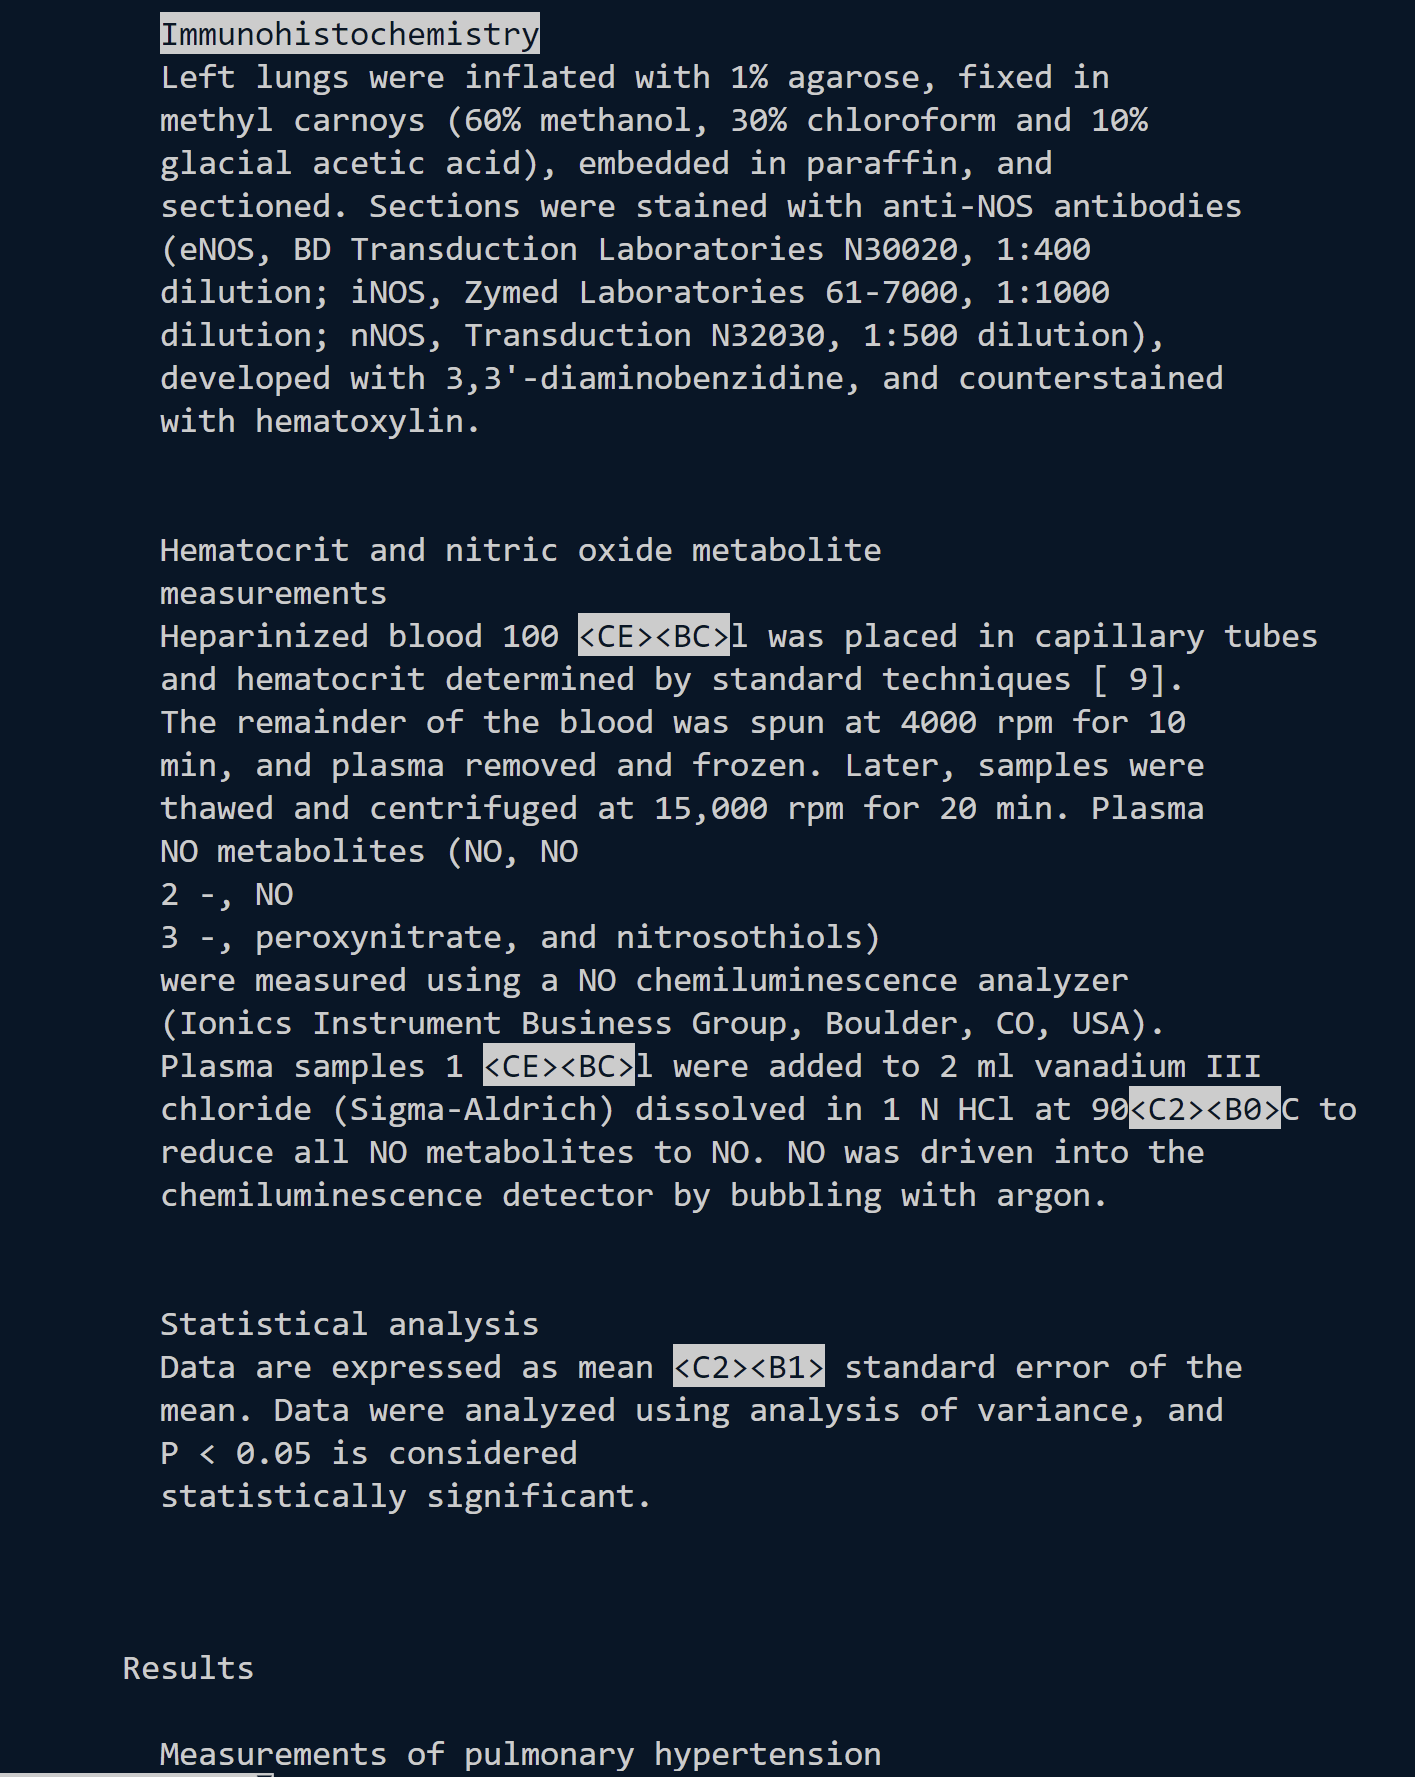 Immunohistochemistry
Left lungs were inflated with 1% agarose, fixed in
methyl carnoys (60% methanol, 30% chloroform and 10%
glacial acetic acid), embedded in paraffin, and
sectioned. Sections were stained with anti-NOS antibodies
(eNOS, BD Transduction Laboratories N30020, 1:400
dilution; iNOS, Zymed Laboratories 61-7000, 1:1000
dilution; nNOS, Transduction N32030, 1:500 dilution),
developed with 3,3'-diaminobenzidine, and counterstained
with hematoxylin.
Hematocrit and nitric oxide metabolite
measurements
Heparinized blood 100 <CE><BC>l was placed in capillary tubes
and hematocrit determined by standard techniques [ 9].
The remainder of the blood was spun at 4000 rpm for 10
min, and plasma removed and frozen. Later, samples were
thawed and centrifuged at 15,000 rpm for 20 min. Plasma
NO metabolites (NO, NO
2 -, NO
3 -, peroxynitrate, and nitrosothiols)
were measured using a NO chemiluminescence analyzer
(Ionics Instrument Business Group, Boulder, CO, USA).
Plasma samples 1 <CE><BC>l were added to 2 ml vanadium III
chloride (Sigma-Aldrich) dissolved in 1 N HCl at 90<C2><B0>C to
reduce all NO metabolites to NO. NO was driven into the
chemiluminescence detector by bubbling with argon.
Statistical analysis
Data are expressed as mean <C2><B1> standard error of the
mean. Data were analyzed using analysis of variance, and
P < 0.05 is considered
statistically significant.
Results
Measurements of pulmonary hypertension